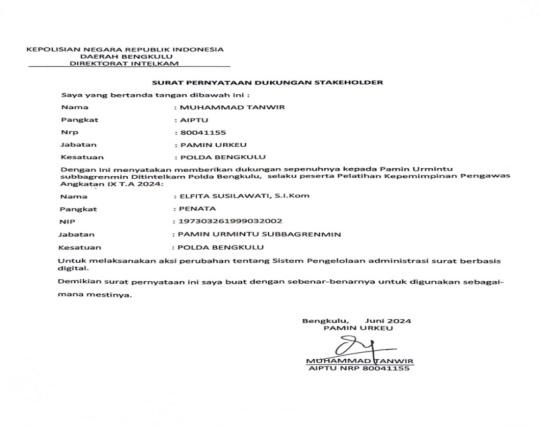 KEPOLISIAN NEGARA REPUBLIK INDONESIA
DAERAH BENGKULU
DIREKTORAT INTELKAM
SURAT PERNYATAAN DUKUNGAN STAKEHOLDER
Saya yang bertanda tangan dibawah ini :
Nama : MUHAMMAD TANWIR
Pangkat : AIPTU
Nrp : 80041155
Jabatan : PAMIN URKEU
Kesatuan : POLDA BENGKULU
Dengan ini menyatakan memberikan dukungan sepenuhnya kepada Pamin Urmintu
subbagrenmin Ditintelkam Polda Bengkulu, selaku peserta Pelatihan Kepemimpinan Pengawas
Angkatan IX T.A 2024:
Nama : ELFITA SUSILAWATI, S.I.Kom
Pangkat : PENATA
NIP : 197303261999032002
Jabatan : PAMIN URMINTU SUBBAGRENMIN
Kesatuan : POLDA BENGKULU
Untuk melaksanakan aksi perubahan tentang Sistem Pengelolaan administrasi surat berbasis
digital.
Demikian surat pernyataan ini saya buat dengan sebenar-benarnya untuk digunakan sebagai-
mana mestinya.
Bengkulu, Juni 2024
PAMIN URKEU
MUHAMMAD TANWIR
AIPTU NRP 80041155